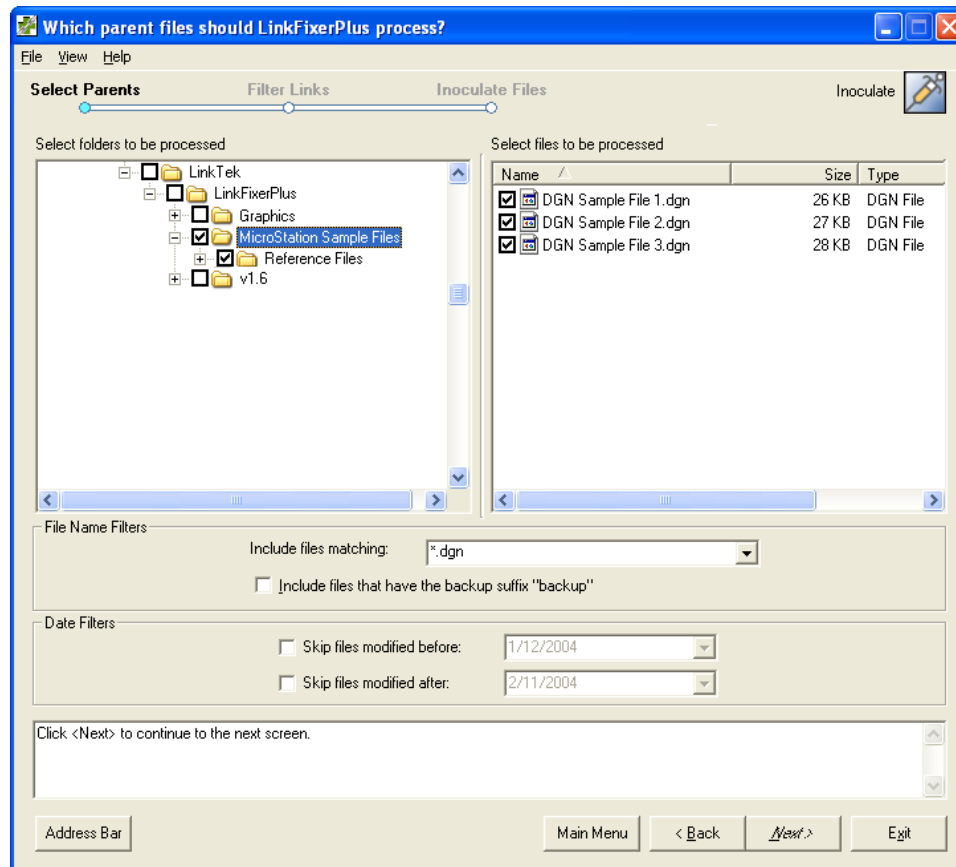 Which parent files should LinkFixerPlus process?
File View Help
Select Parents Filter Links Inoculate Files Inoculate
Select folders to be processed
LinkTek
LinkFixerPlus
Graphics
MicroStation Sample Files
Reference Files
v1.6
Select files to be processed
Name Size Type
DGN Sample File 1.dgn 26 KB DGN File
DGN Sample File 2.dgn 27 KB DGN File
DGN Sample File 3.dgn 28 KB DGN File
File Name Filters
Include files matching: *.dgn
Include files that have the backup suffix "backup"
Date Filters
Skip files modified before: 1/12/2004
Skip files modified after: 2/11/2004
Click <Next> to continue to the next screen.
Address Bar Main Menu < Back Next > Exit